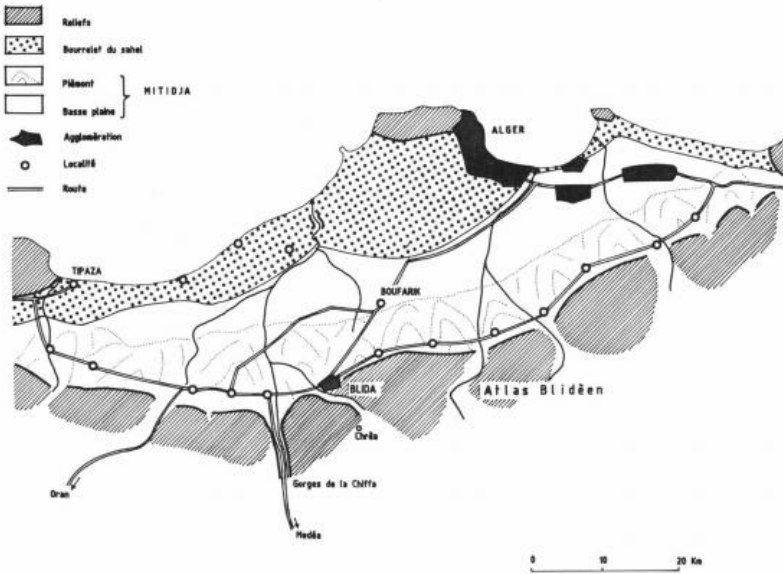 Reliefs
Bourrelet du sahel
Piémont
MITIDJA
Basse plaine
Agglomération
Localité
Route
ALGER
TIPAZA
BOUFARIK
BLIDA
Atlas Blidéen
Chréa
Oran
Gorges de la Chiffa
Medéa
0 10 20 Km